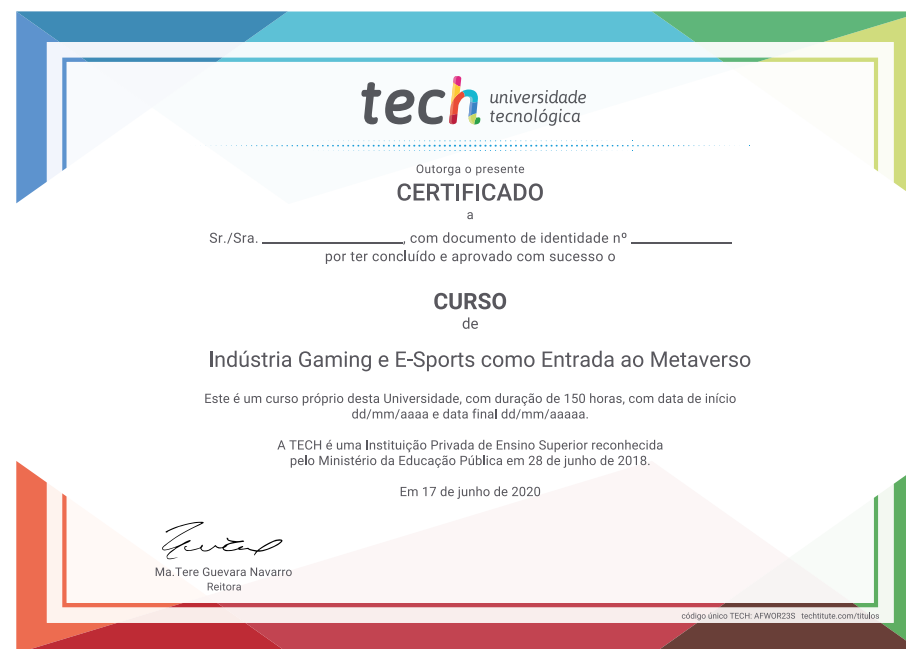 tech universidade
tecnológica
Outorga o presente
CERTIFICADO
a
Sr./Sra. ____________, com documento de identidade nº ____________
por ter concluído e aprovado com sucesso o
CURSO
de
Indústria Gaming e E-Sports como Entrada ao Metaverso
Este é um curso próprio desta Universidade, com duração de 150 horas, com data de início
dd/mm/aaaa e data final dd/mm/aaaaa.
A TECH é uma Instituição Privada de Ensino Superior reconhecida
pelo Ministério da Educação Pública em 28 de junho de 2018.
Em 17 de junho de 2020
Ma.Tere Guevara Navarro
Reitora
código único TECH: AFWOR23S techtitute.com/títulos